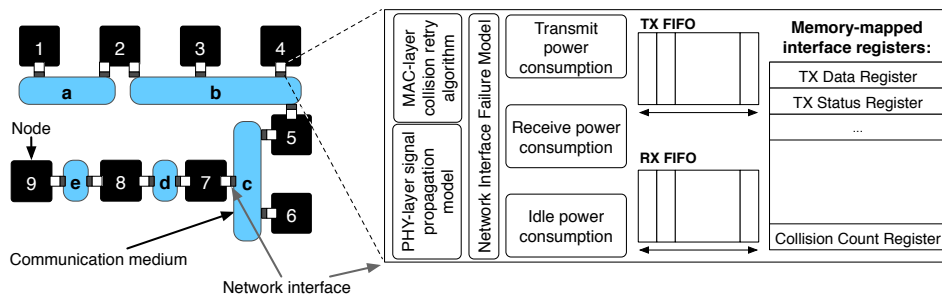 1
2
3
4
a
b
Node
5
c
9
e
8
d
7
6
Communication medium
Network interface
MAC-layer
collision retry
algorithm
PHY-layer signal
propagation
model
Network Interface Failure Model
Transmit
power
consumption
Receive power
consumption
Idle power
consumption
TX FIFO
RX FIFO
Memory-mapped
interface registers:
TX Data Register
TX Status Register
...
Collision Count Register